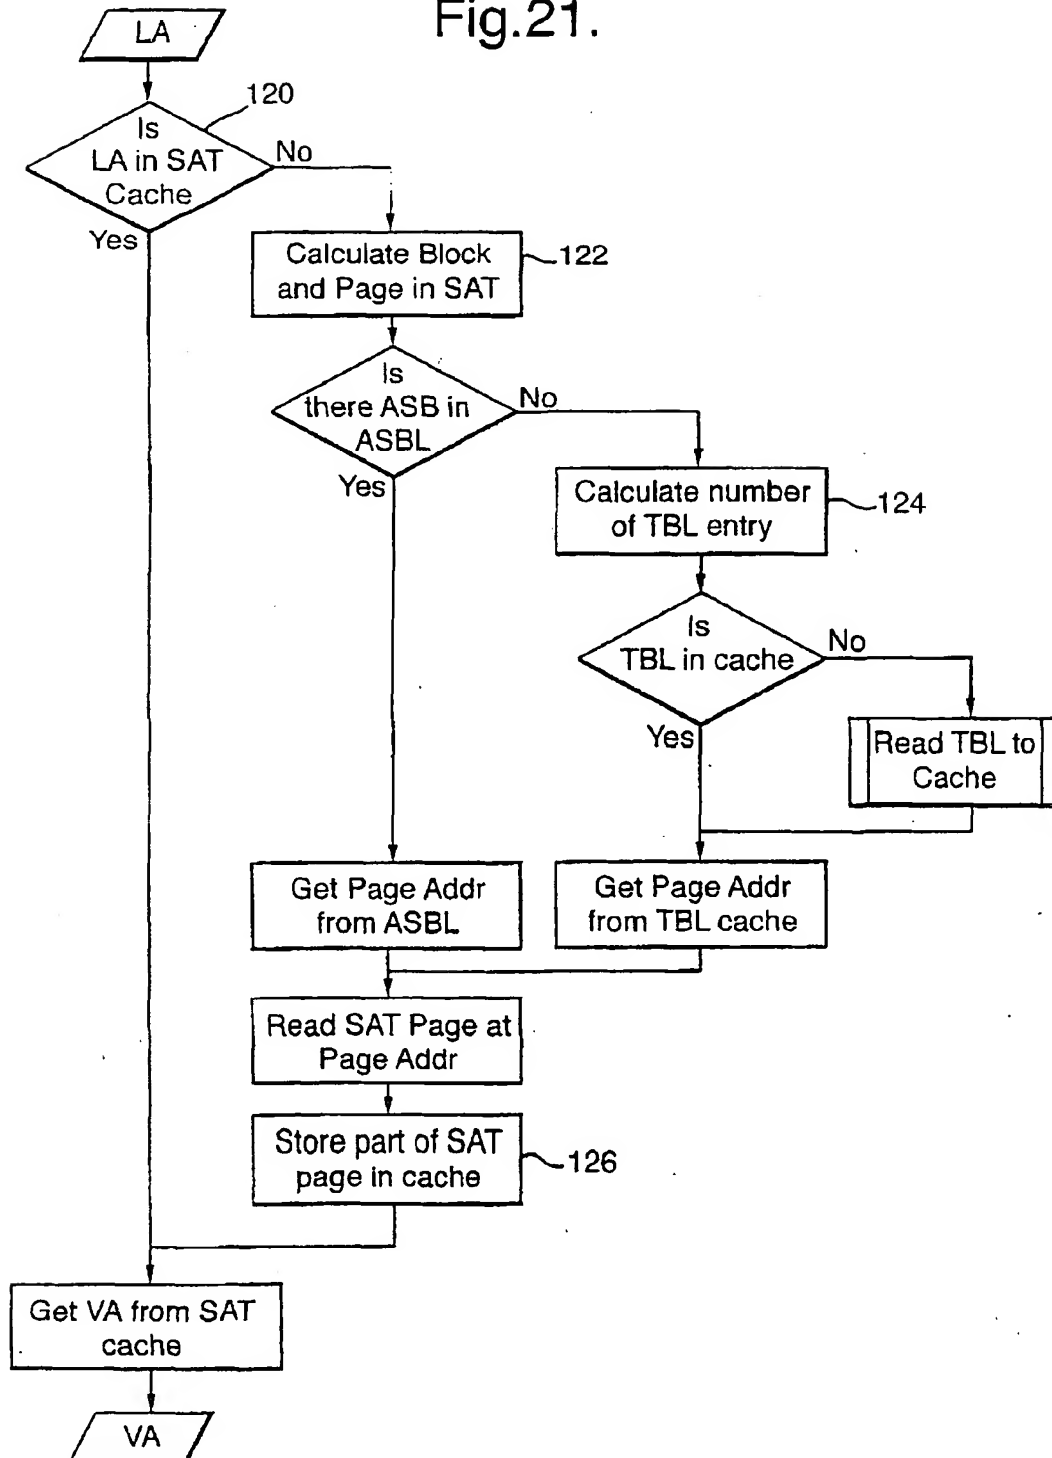 Fig.21.
LA
120
Is
LA in SAT
Cache
No
Yes
Calculate Block
and Page in SAT
122
Is
there ASB in
ASBL
No
Yes
Calculate number
of TBL entry
124
Is
TBL in cache
No
Yes
Read TBL to
Cache
Get Page Addr
from ASBL
Get Page Addr
from TBL cache
Read SAT Page at
Page Addr
Store part of SAT
page in cache
126
Get VA from SAT
cache
VA